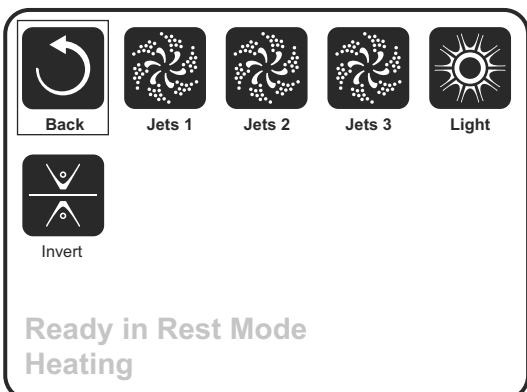 Back
Jets 1
Jets 2
Jets 3
Light
Invert
Ready in Rest Mode
Heating